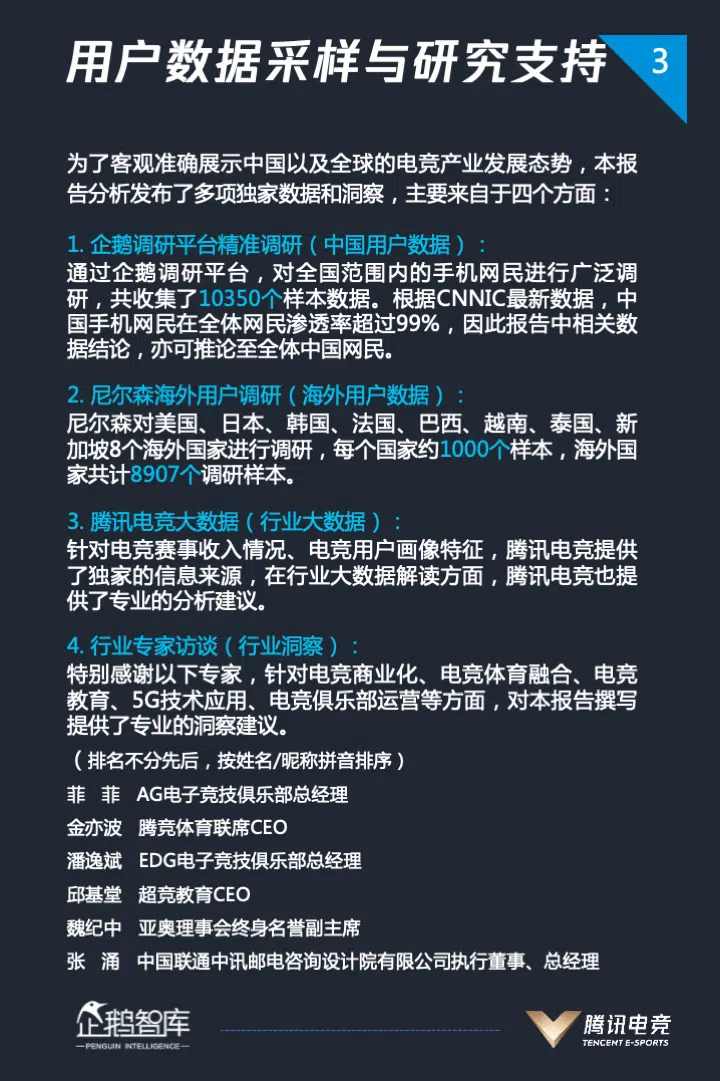 用户数据采样与研究支持
3
为了客观准确展示中国以及全球的电竞产业发展态势，本报
告分析发布了多项独家数据和洞察，主要来自于四个方面：
1. 企鹅调研平台精准调研（中国用户数据）：
通过企鹅调研平台，对全国范围内的手机网民进行广泛调
研，共收集了10350个样本数据。根据CNNIC最新数据，中
国手机网民在全体网民渗透率超过99%，因此报告中相关数
据结论，亦可推论至全体中国网民。
2. 尼尔森海外用户调研（海外用户数据）：
尼尔森对美国、日本、韩国、法国、巴西、越南、泰国、新
加坡8个海外国家进行调研，每个国家约1000个样本，海外国
家共计8907个调研样本。
3. 腾讯电竞大数据（行业大数据）：
针对电竞赛事收入情况、电竞用户画像特征，腾讯电竞提供
了独家的信息来源，在行业大数据解读方面，腾讯电竞也提
供了专业的分析建议。
4. 行业专家访谈（行业洞察）：
特别感谢以下专家，针对电竞商业化、电竞体育融合、电竞
教育、5G技术应用、电竞俱乐部运营等方面，对本报告撰写
提供了专业的洞察建议。
（排名不分先后，按姓名/昵称拼音排序）
菲 菲 AG电子竞技俱乐部总经理
金亦波 腾竞体育联席CEO
潘逸斌 EDG电子竞技俱乐部总经理
邱基堂 超竞教育CEO
魏纪中 亚奥理事会终身名誉副主席
张 涌 中国联通中讯邮电咨询设计院有限公司执行董事、总经理
企鹅智库
PENGUIN INTELLIGENCE
腾讯电竞
TENCENT E-SPORTS